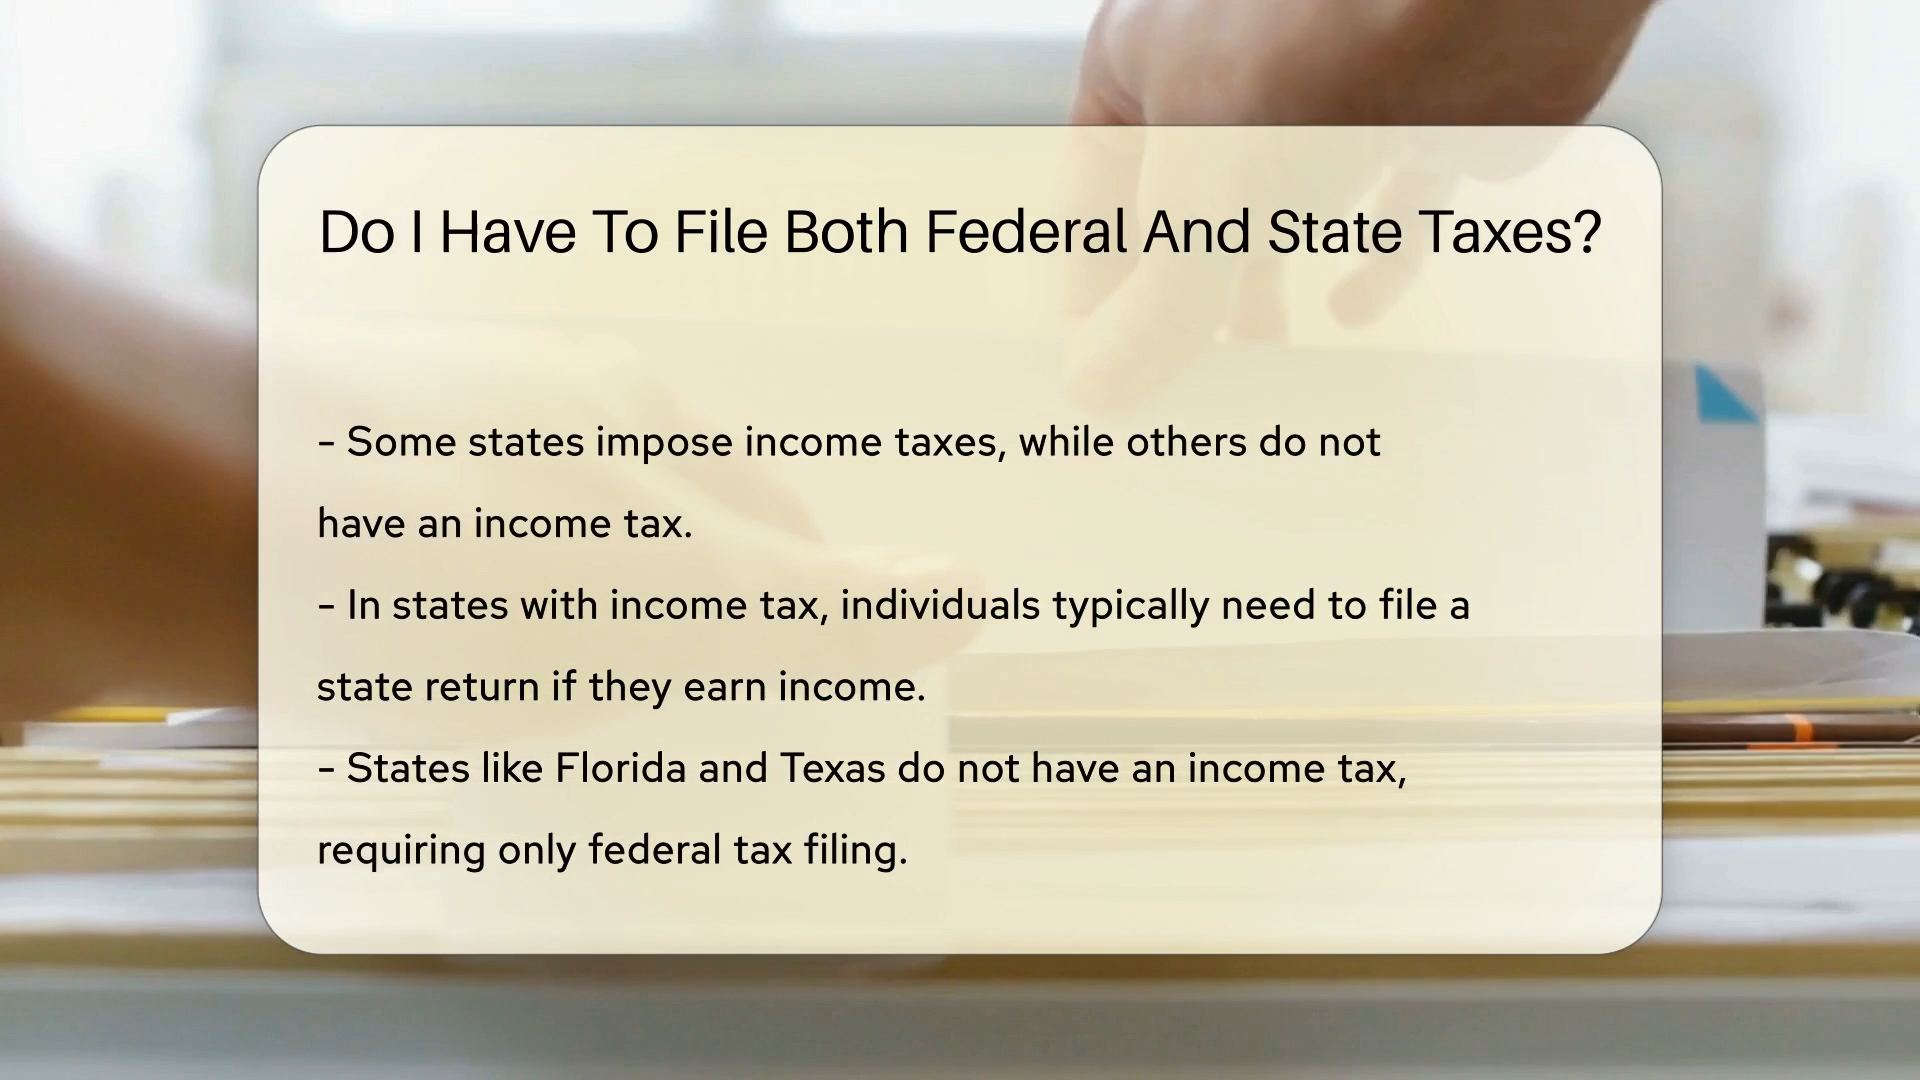 Do I Have To File Both Federal And State Taxes?
– Some states impose income taxes, while others do not
have an income tax.
– In states with income tax, individuals typically need to file a
state return if they earn income.
– States like Florida and Texas do not have an income tax,
requiring only federal tax filing.